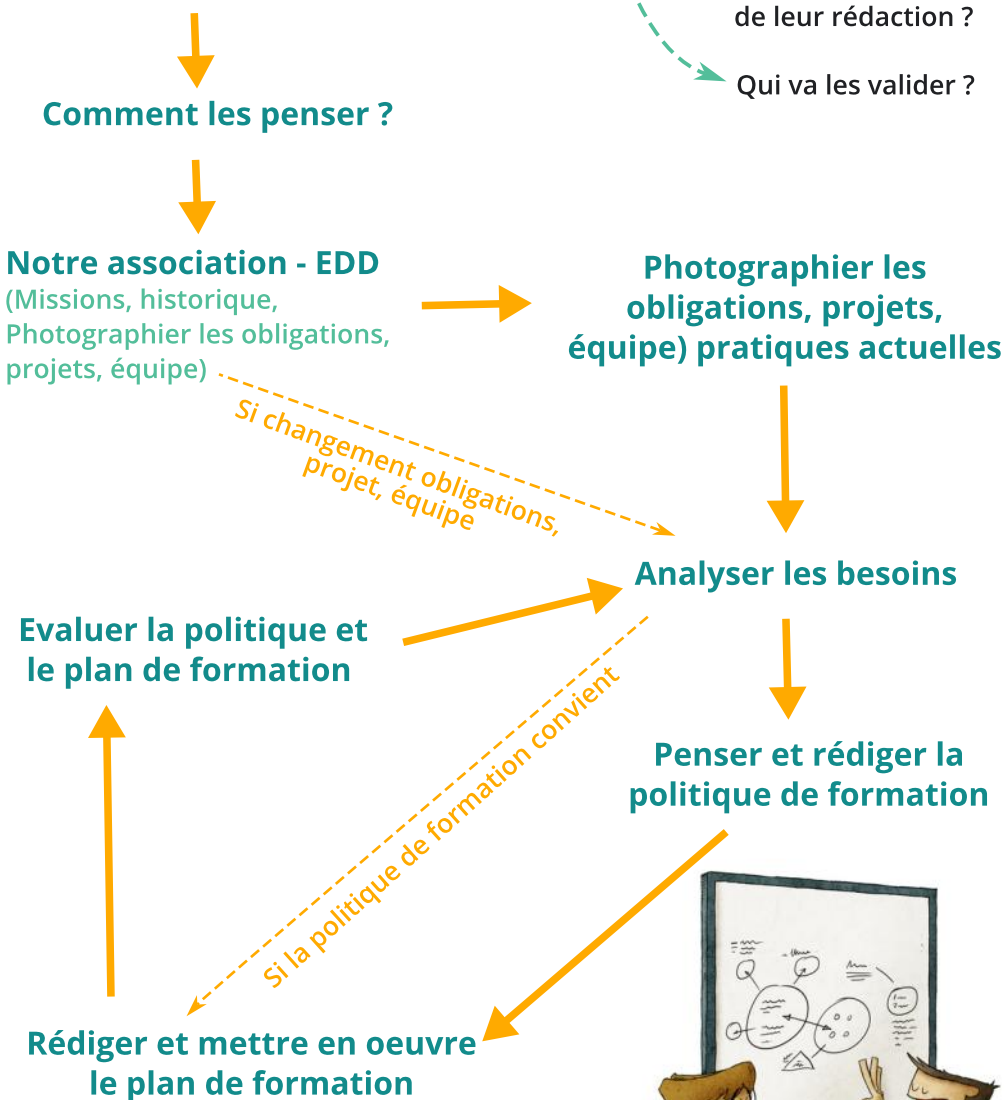 de leur rédaction ?
Qui va les valider ?
Comment les penser ?
Notre association - EDD
(Missions, historique,
Photographier les obligations,
projets, équipe)
Photographier les
obligations, projets,
équipe) pratiques actuelles
Si changement obligations,
projet, équipe
Analyser les besoins
Evaluer la politique et
le plan de formation
Si la politique de formation convient
Penser et rédiger la
politique de formation
Rédiger et mettre en oeuvre
le plan de formation